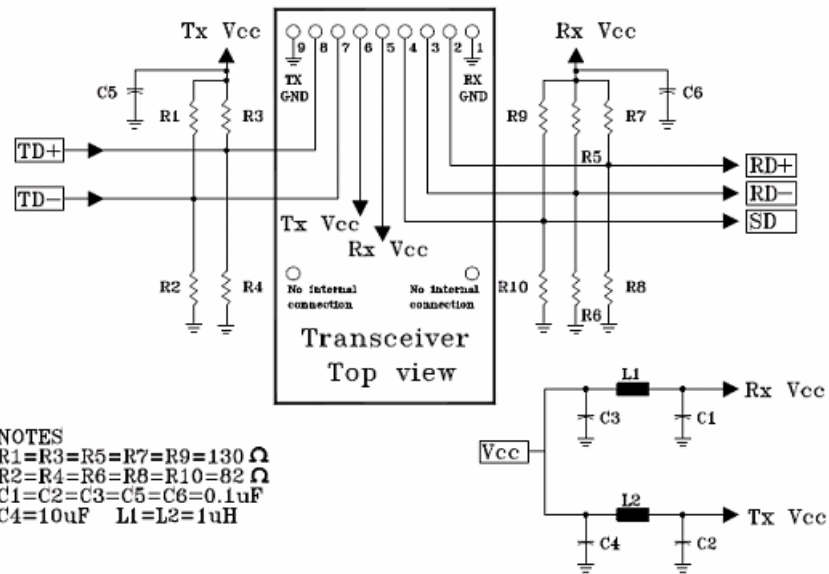 Tx Vcc
Rx Vcc
9 8 7 6 5 4 3 2 1
TX
GND
RX
GND
C5
R1
R3
R9
R7
C6
TD+
R5
RD+
TD-
RD-
Tx Vcc
SD
Rx Vcc
R2
R4
No internal
connection
No internal
connection
R10
R8
R6
Transceiver
Top view
L1
Rx Vcc
C3
C1
Vcc
L2
Tx Vcc
C4
C2
NOTES
R1=R3=R5=R7=R9=130 Ω
R2=R4=R6=R8=R10=82 Ω
C1=C2=C3=C5=C6=0.1uF
C4=10uF L1=L2=1uH